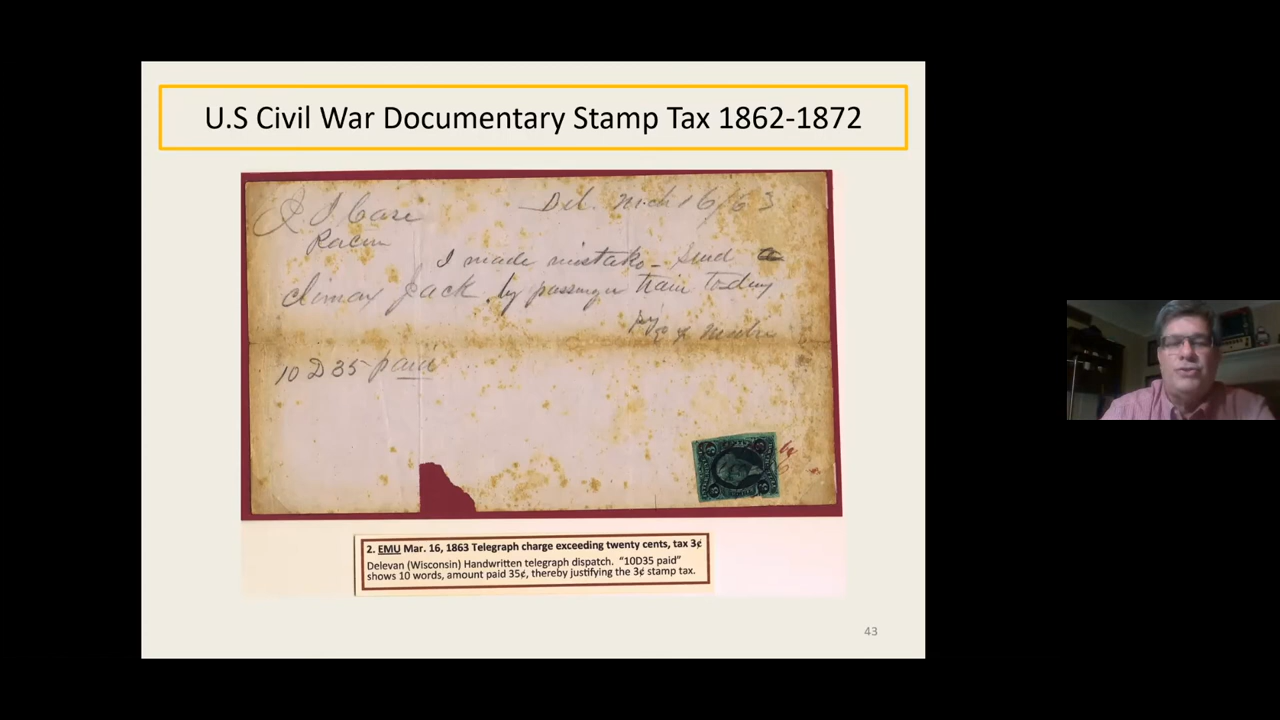 U.S Civil War Documentary Stamp Tax 1862-1872
J. I. Case
Del. Mch 16/63
Racin
I made mistake - Send a
climax Jack by passenger train today
10 D 35 paid
2. EMU Mar. 16, 1863 Telegraph charge exceeding twenty cents, tax 3¢
Delevan (Wisconsin) Handwritten telegraph dispatch. “10D35 paid”
shows 10 words, amount paid 35¢, thereby justifying the 3¢ stamp tax.
43